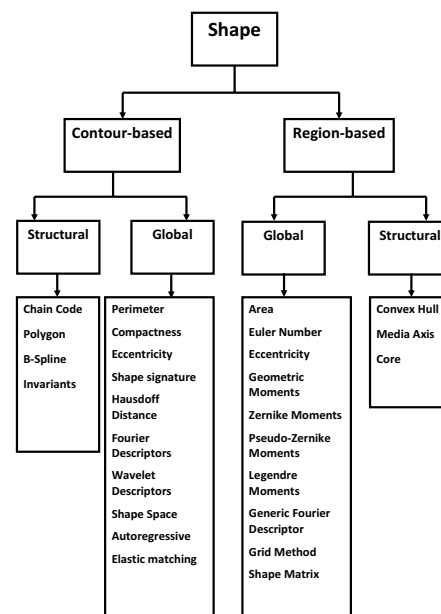 Shape
Contour-based
Region-based
Structural
Global
Global
Structural
Chain Code
Polygon
B-Spline
Invariants
Perimeter
Compactness
Eccentricity
Shape signature
Hausdoff
Distance
Fourier
Descriptors
Wavelet
Descriptors
Shape Space
Autoregressive
Elastic matching
Area
Euler Number
Eccentricity
Geometric
Moments
Zernike Moments
Pseudo-Zernike
Moments
Legendre
Moments
Generic Fourier
Descriptor
Grid Method
Shape Matrix
Convex Hull
Media Axis
Core